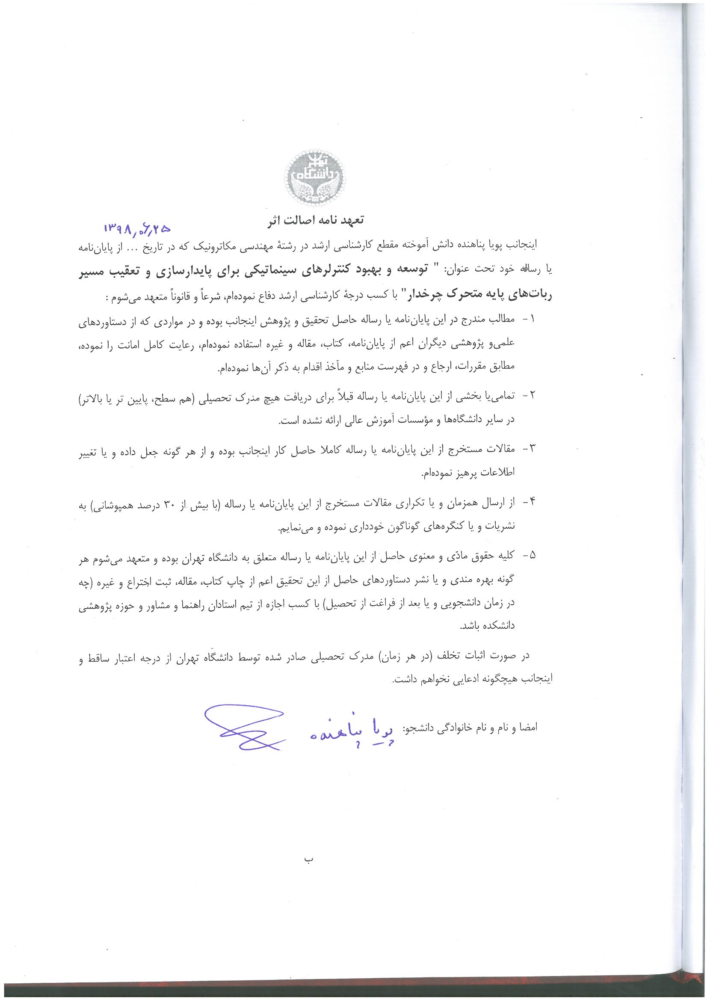 تهران
دانشگاه
تعهد نامه اصالت اثر
۱۳۹۸,۰۶,۲۵
اینجانب پویا پناهنده دانش آموخته مقطع کارشناسی ارشد در رشتهٔ مهندسی مکاترونیک که در تاریخ ... از پایان‌نامه
یا رساله خود تحت عنوان: " توسعه و بهبود کنترلرهای سینماتیکی برای پایدارسازی و تعقیب مسیر
ربات‌های پایه متحرک چرخدار" با کسب درجهٔ کارشناسی ارشد دفاع نموده‌ام، شرعاً و قانوناً متعهد می‌شوم :
۱- مطالب مندرج در این پایان‌نامه یا رساله حاصل تحقیق و پژوهش اینجانب بوده و در مواردی که از دستاوردهای
علمی‌و پژوهشی دیگران اعم از پایان‌نامه، کتاب، مقاله و غیره استفاده نموده‌ام، رعایت کامل امانت را نموده،
مطابق مقررات، ارجاع و در فهرست منابع و مآخذ اقدام به ذکر آن‌ها نموده‌ام.
۲- تمامی‌یا بخشی از این پایان‌نامه یا رساله قبلاً برای دریافت هیچ مدرک تحصیلی (هم سطح، پایین تر یا بالاتر)
در سایر دانشگاه‌ها و مؤسسات آموزش عالی ارائه نشده است.
۳- مقالات مستخرج از این پایان‌نامه یا رساله کاملا حاصل کار اینجانب بوده و از هر گونه جعل داده و یا تغییر
اطلاعات پرهیز نموده‌ام.
۴- از ارسال همزمان و یا تکراری مقالات مستخرج از این پایان‌نامه یا رساله (با بیش از ۳۰ درصد همپوشانی) به
نشریات و یا کنگره‌های گوناگون خودداری نموده و می‌نمایم.
۵- کلیه حقوق مادّی و معنوی حاصل از این پایان‌نامه یا رساله متعلق به دانشگاه تهران بوده و متعهد می‌شوم هر
گونه بهره مندی و یا نشر دستاوردهای حاصل از این تحقیق اعم از چاپ کتاب، مقاله، ثبت اختراع و غیره (چه
در زمان دانشجویی و یا بعد از فراغت از تحصیل) با کسب اجازه از تیم استادان راهنما و مشاور و حوزه پژوهشی
دانشکده باشد.
در صورت اثبات تخلف (در هر زمان) مدرک تحصیلی صادر شده توسط دانشگاه تهران از درجه اعتبار ساقط و
اینجانب هیچگونه ادعایی نخواهم داشت.
امضا و نام و نام خانوادگی دانشجو: پویا پناهنده
ب